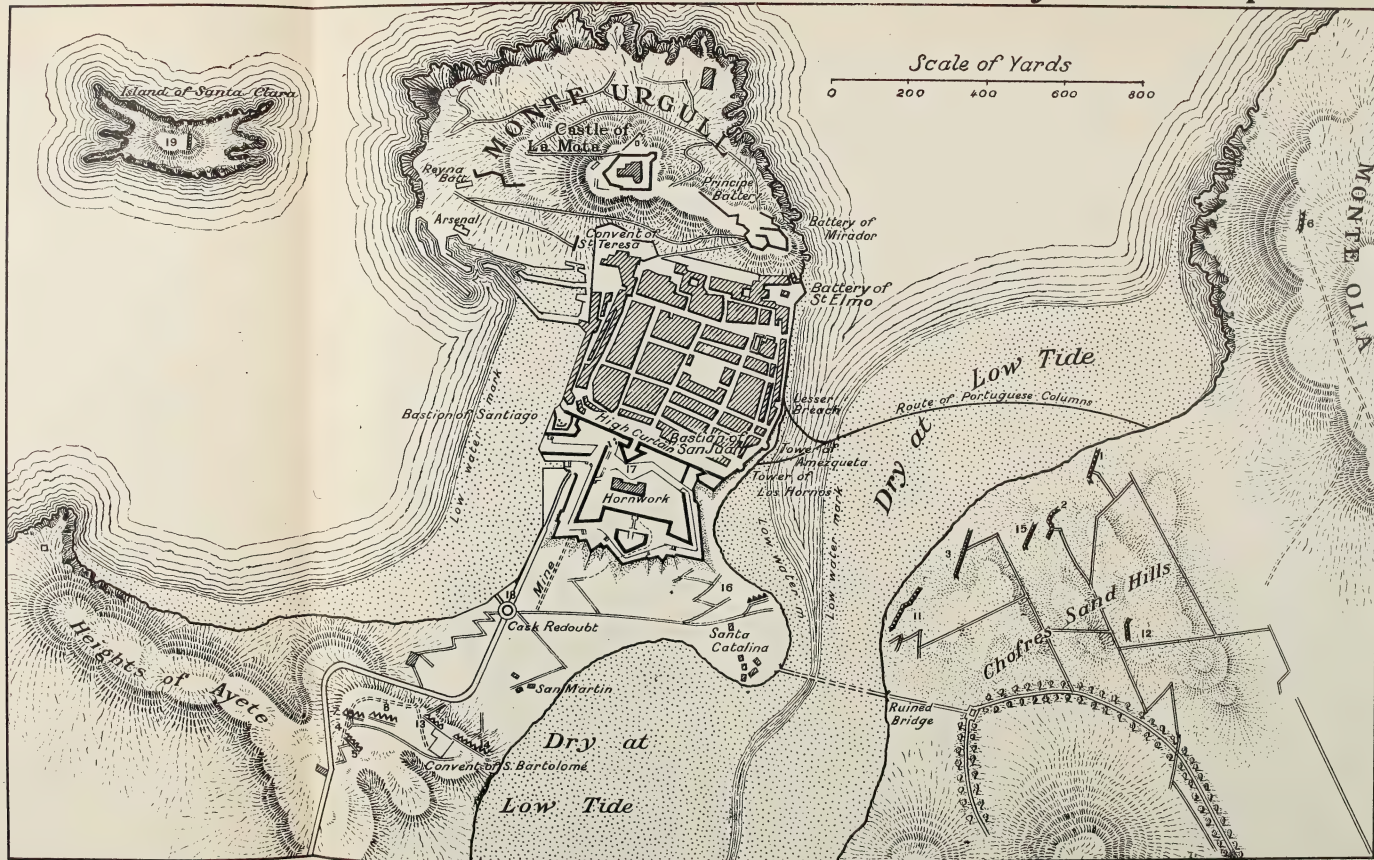 Scale of Yards
0 200 400 600 800
Island of Santa Clara
19
MONTE URGULL
Castle of
La Mota
Reyna
Batt
Principe
Battery
Arsenal
Battery of
Mirador
Convent of
St Teresa
Battery of
St Elmo
MONTE OLIA
6
Low Tide
Dry at
Route of Portuguese Columns
Lesser
Breach
Low water mark
Bastion of Santiago
High Curtain
Bastion of
San Juan
Tower of
Amezqueta
Tower of
Los Hornos
17
Hornwork
Low Water
Low water mark
Mine
18
Cask Redoubt
16
Santa
Catalina
San Martin
3
15
2
11
12
Chofres Sand Hills
Ruined
Bridge
Heights of Ayete
8
13
Convent of S. Bartolomé
Dry at
Low Tide